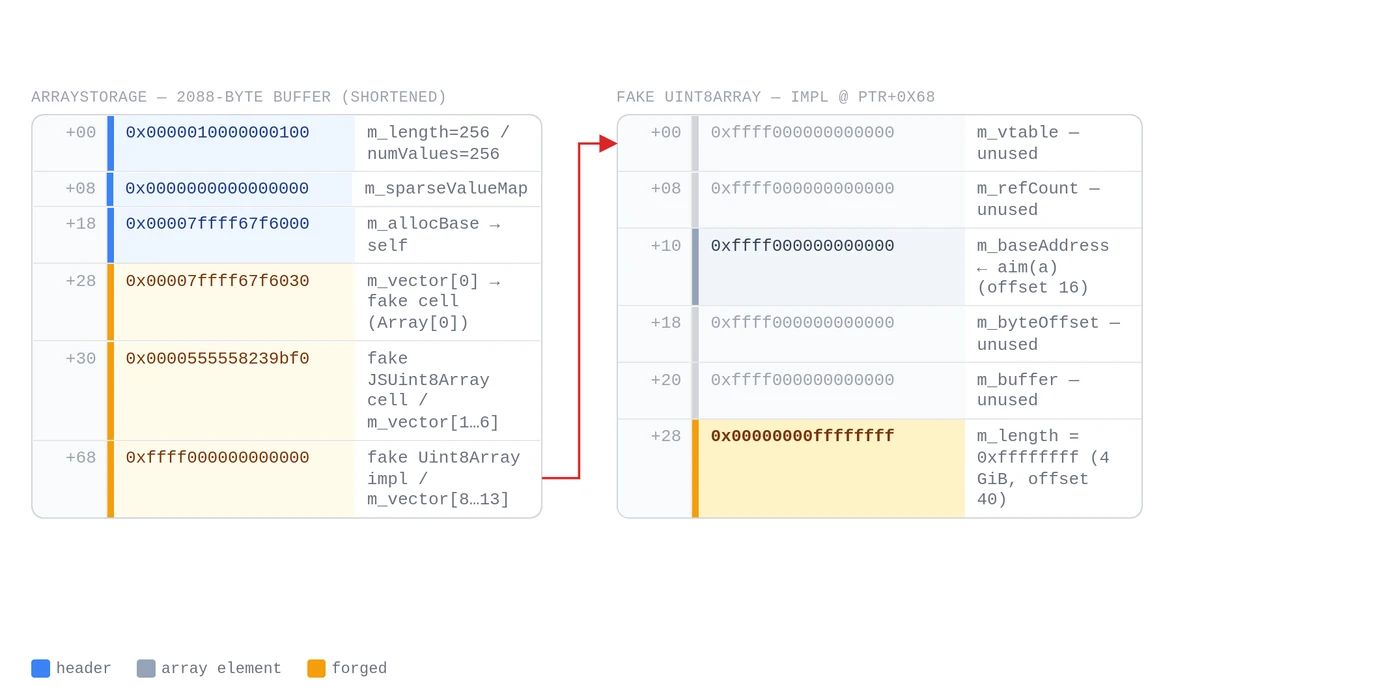 ARRAYSTORAGE — 2088-BYTE BUFFER (SHORTENED)
+00 0x0000010000000100 m_length=256 /
numValues=256
+08 0x0000000000000000 m_sparseValueMap
+18 0x00007ffff67f6000 m_allocBase →
self
+28 0x00007ffff67f6030 m_vector[0] →
fake cell
(Array[0])
+30 0x0000555558239bf0 fake
JSUint8Array
cell /
m_vector[1…6]
+68 0xffff000000000000 fake Uint8Array
impl /
m_vector[8…13]
FAKE UINT8ARRAY — IMPL @ PTR+0X68
+00 0xffff000000000000 m_vtable —
unused
+08 0xffff000000000000 m_refCount —
unused
+10 0xffff000000000000 m_baseAddress
← aim(a)
(offset 16)
+18 0xffff000000000000 m_byteOffset —
unused
+20 0xffff000000000000 m_buffer —
unused
+28 0x00000000ffffffff m_length =
0xffffffff (4
GiB, offset
40)
header array element forged